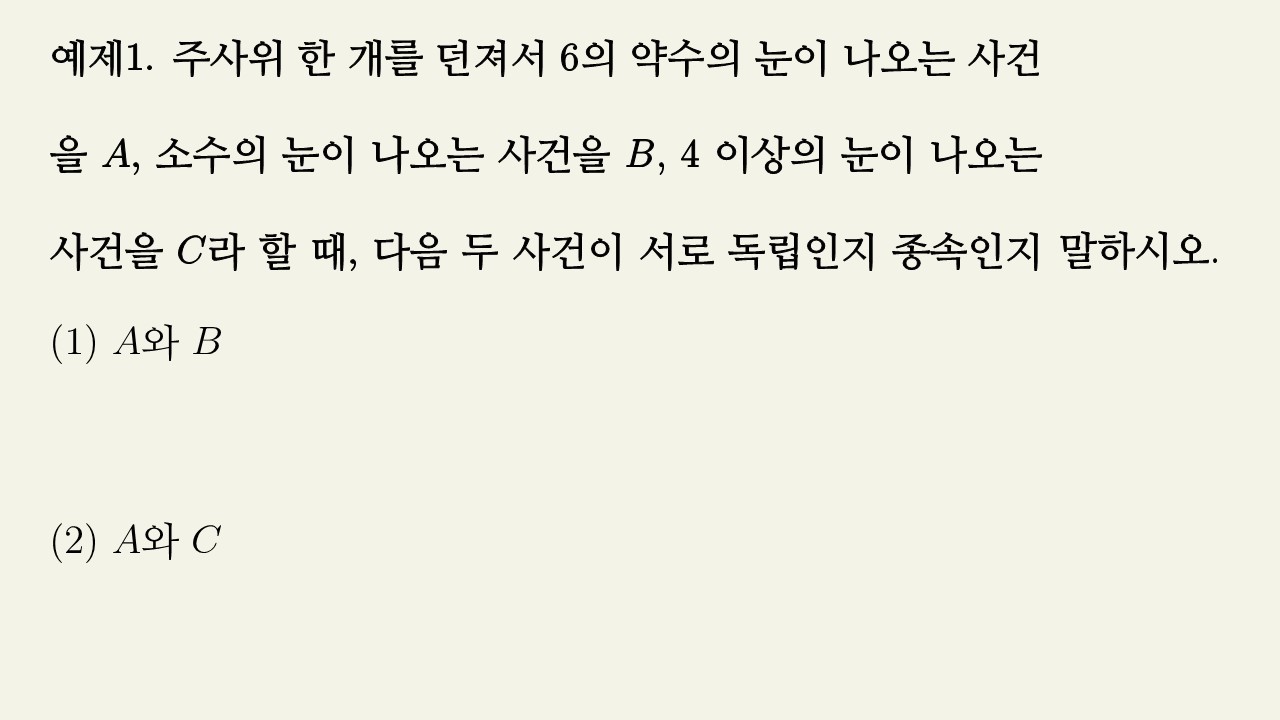 예제1. 주사위 한 개를 던져서 6의 약수의 눈이 나오는 사건
을 A, 소수의 눈이 나오는 사건을 B, 4 이상의 눈이 나오는
사건을 C라 할 때, 다음 두 사건이 서로 독립인지 종속인지 말하시오.
(1) A와 B
(2) A와 C